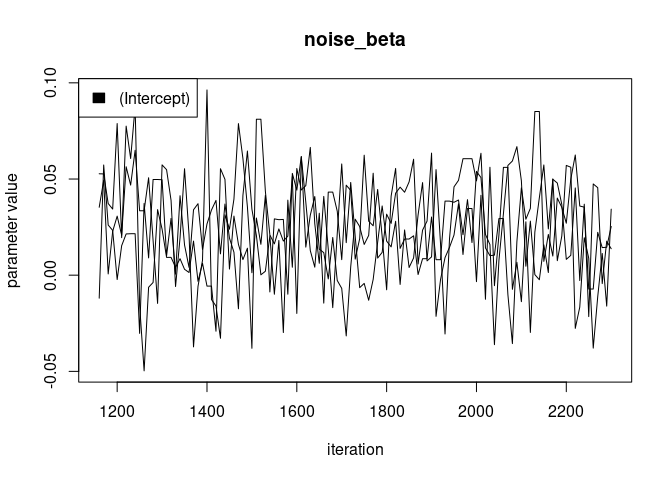 noise_beta
(Intercept)
0.10
0.05
0.00
-0.05
parameter value
1200 1400 1600 1800 2000 2200
iteration